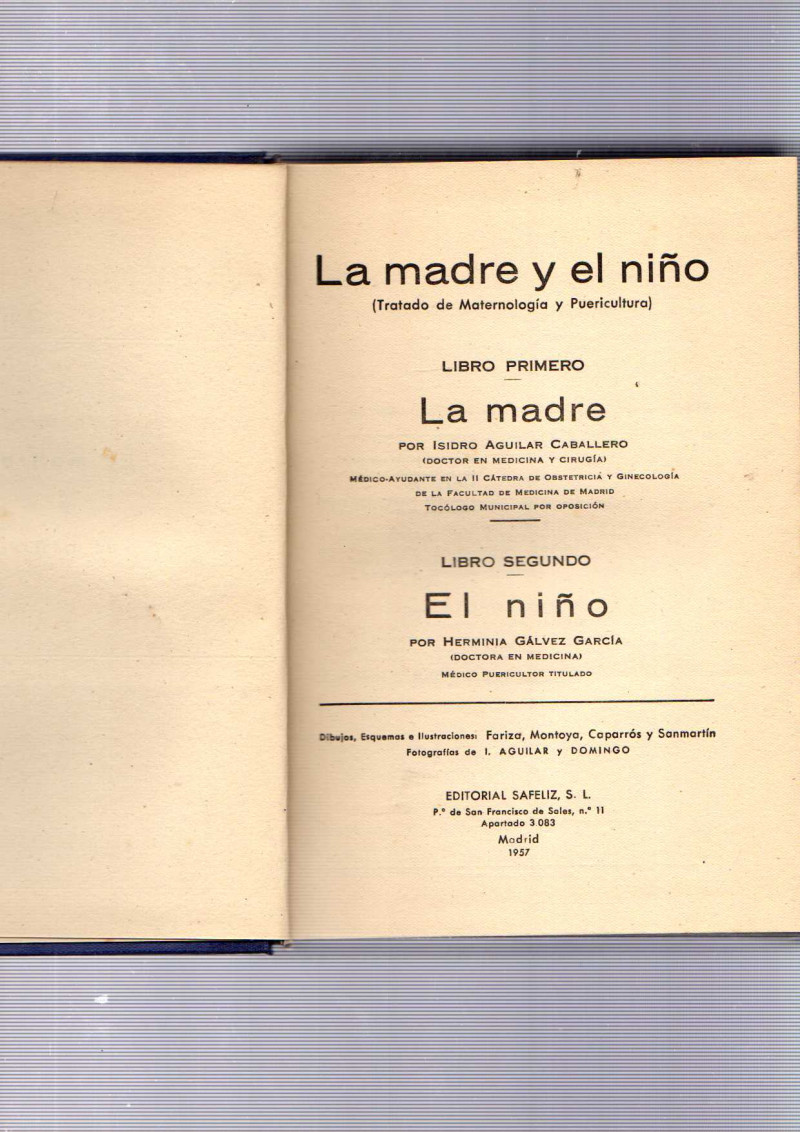 La madre y el niño
(Tratado de Maternología y Puericultura)
LIBRO PRIMERO
La madre
POR ISIDRO AGUILAR CABALLERO
(DOCTOR EN MEDICINA Y CIRUGÍA)
MÉDICO-AYUDANTE EN LA II CÁTEDRA DE OBSTETRICIA Y GINECOLOGÍA
DE LA FACULTAD DE MEDICINA DE MADRID
TOCÓLOGO MUNICIPAL POR OPOSICIÓN
LIBRO SEGUNDO
El niño
POR HERMINIA GÁLVEZ GARCÍA
(DOCTORA EN MEDICINA)
MÉDICO PUERICULTOR TITULADO
Dibujos, Esquemas e Ilustraciones: Fariza, Montoya, Caparrós y Sanmartín
Fotografías de I. AGUILAR y DOMINGO
EDITORIAL SAFELIZ, S. L.
P.º de San Francisco de Sales, n.º 11
Apartado 3.083
Madrid
1957